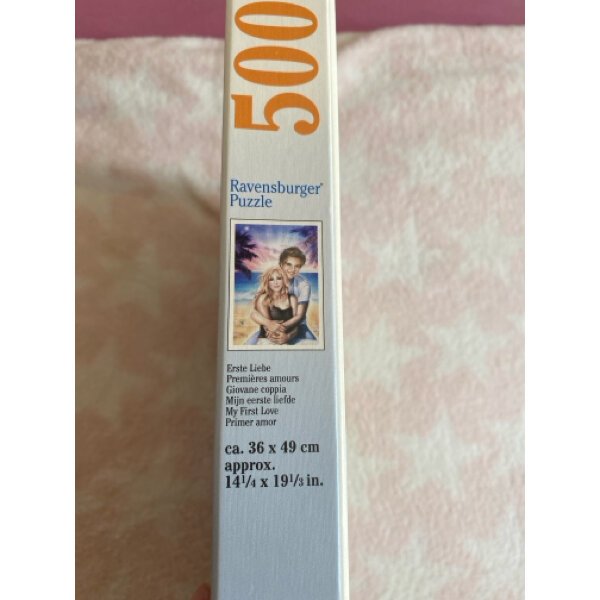 500
Ravensburger®
Puzzle
Erste Liebe
Premières amours
Giovane coppia
Mijn eerste liefde
My First Love
Primer amor
ca. 36 x 49 cm
approx.
14¹/₄ x 19¹/₃ in.